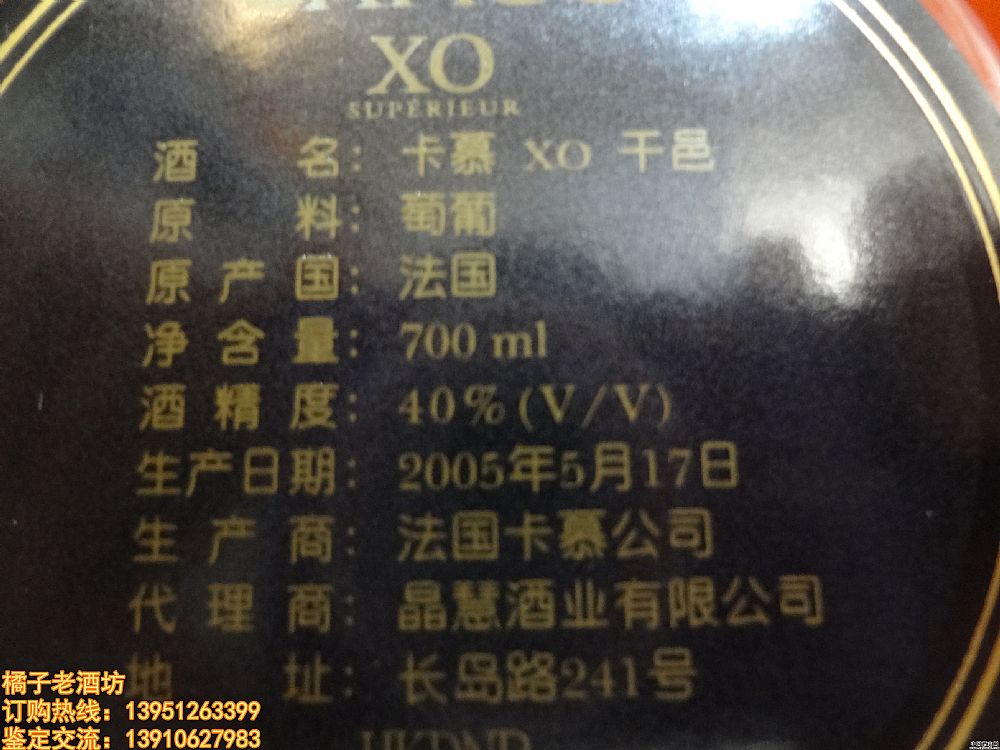 XO
SUPÉRIEUR
酒 名: 卡慕 XO 干邑
原 料: 葡萄
原 产 国: 法国
净 含 量: 700 ml
酒 精 度: 40%(V/V)
生产日期: 2005年5月17日
生 产 商: 法国卡慕公司
代 理 商: 晶慧酒业有限公司
地 址: 长岛路241号
HKDNP
橘子老酒坊
订购热线：13951263399
鉴定交流：13910627983